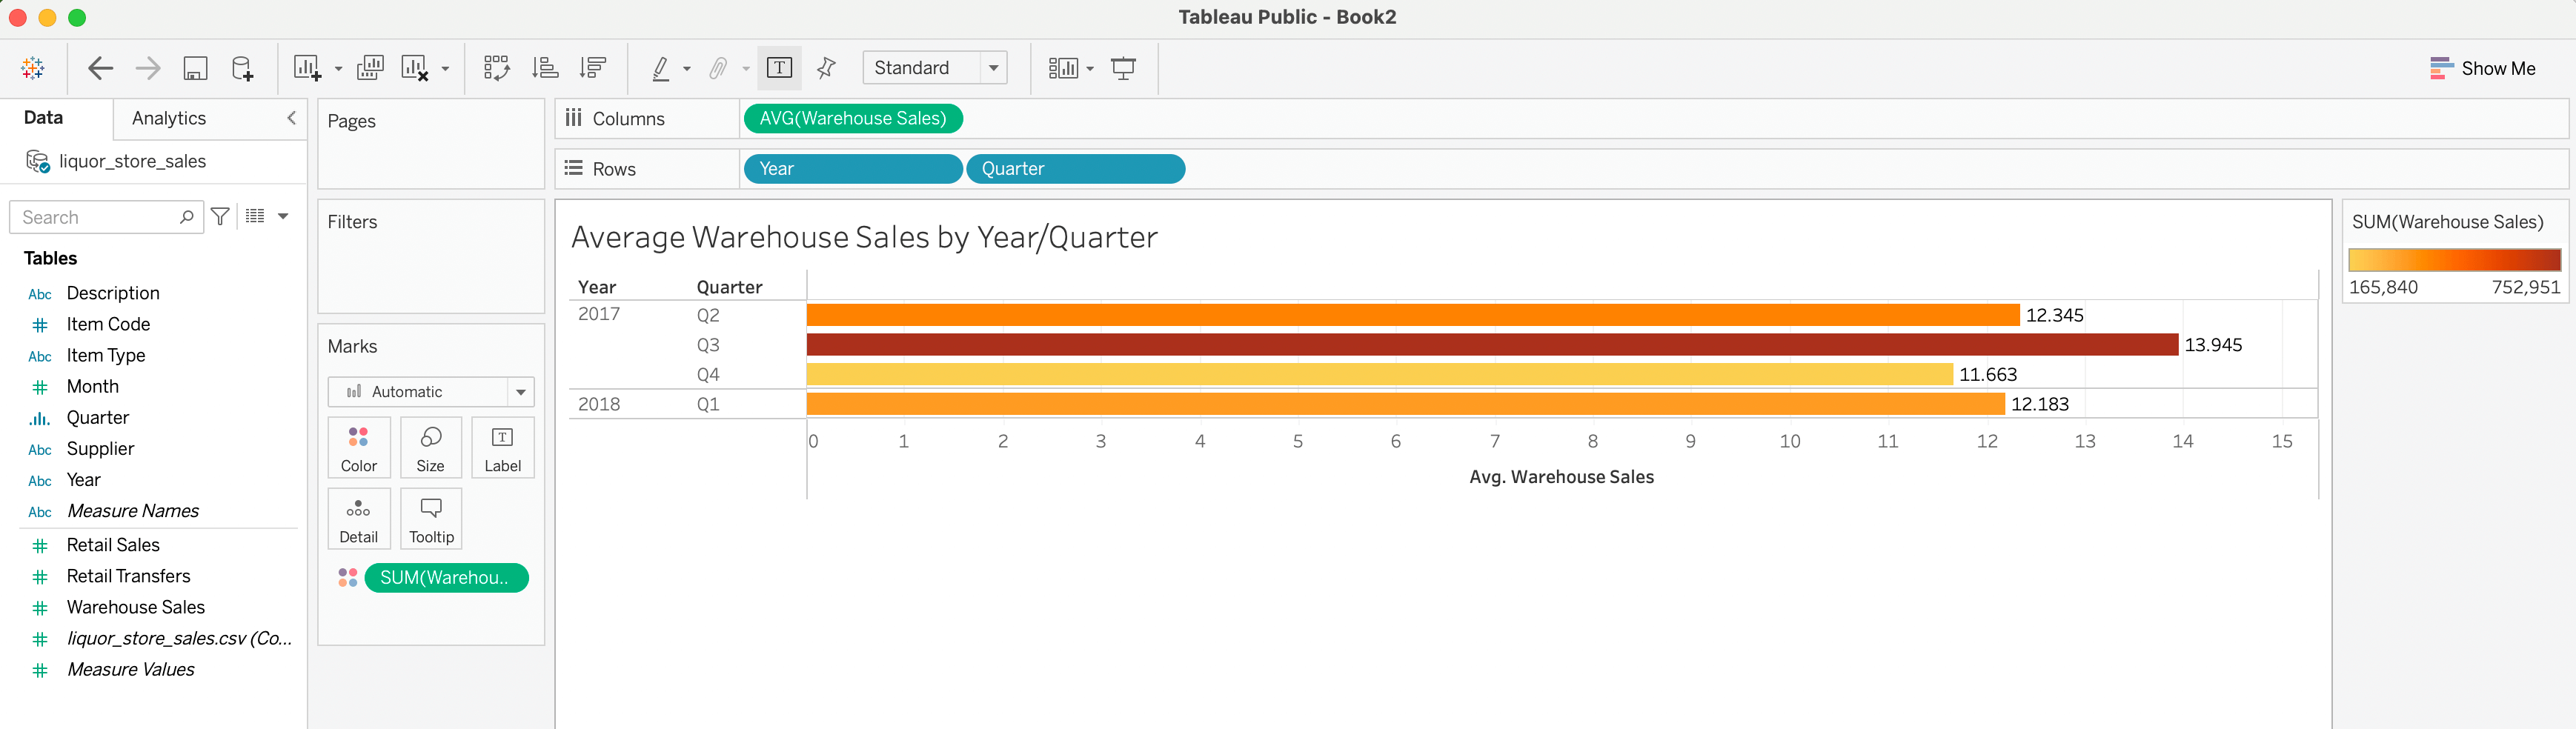 Tableau Public - Book2
Standard
Show Me
Data
Analytics
liquor_store_sales
Search
Tables
Abc Description
Item Code
Abc Item Type
Month
Quarter
Abc Supplier
Abc Year
Abc Measure Names
Retail Sales
Retail Transfers
Warehouse Sales
liquor_store_sales.csv (Co...
Measure Values
Pages
Filters
Marks
Automatic
Color Size T Label
Detail Tooltip
SUM(Warehou..
Columns AVG(Warehouse Sales)
Rows Year Quarter
Average Warehouse Sales by Year/Quarter
Year Quarter
2017 Q2 12.345
Q3 13.945
Q4 11.663
2018 Q1 12.183
0 1 2 3 4 5 6 7 8 9 10 11 12 13 14 15
Avg. Warehouse Sales
SUM(Warehouse Sales)
165,840 752,951